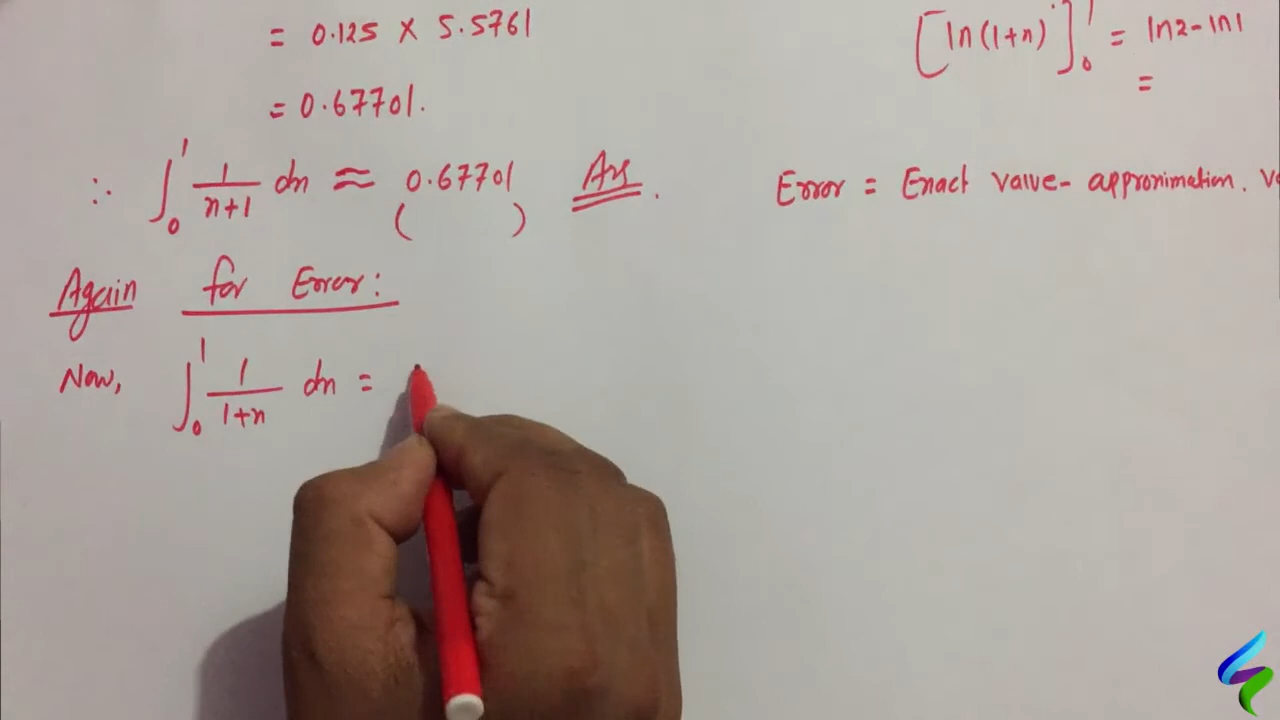 = 0.125 × 5.5761
= 0.67701.
∴ ∫₀¹ 1/(x+1) dx ≈ 0.67701 Ans.
( )
Again for Error:
Now, ∫₀¹ 1/(1+x) dx =
[ln(1+x)]₀¹ = ln2 - ln1
=
Error = Exact value - approximation. va